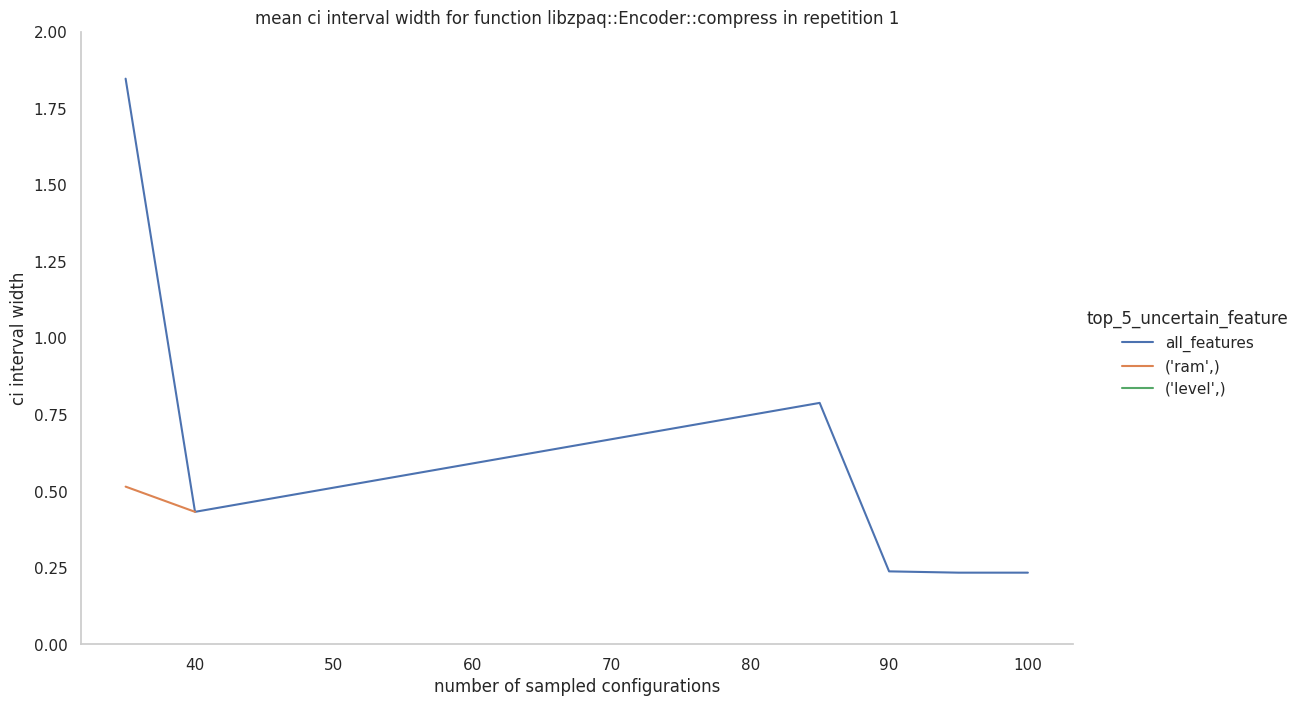 mean ci interval width for function libzpaq::Encoder::compress in repetition 1
2.00
1.75
1.50
1.25
1.00
0.75
0.50
0.25
0.00
ci interval width
40 50 60 70 80 90 100
number of sampled configurations
top_5_uncertain_feature
all_features
('ram',)
('level',)